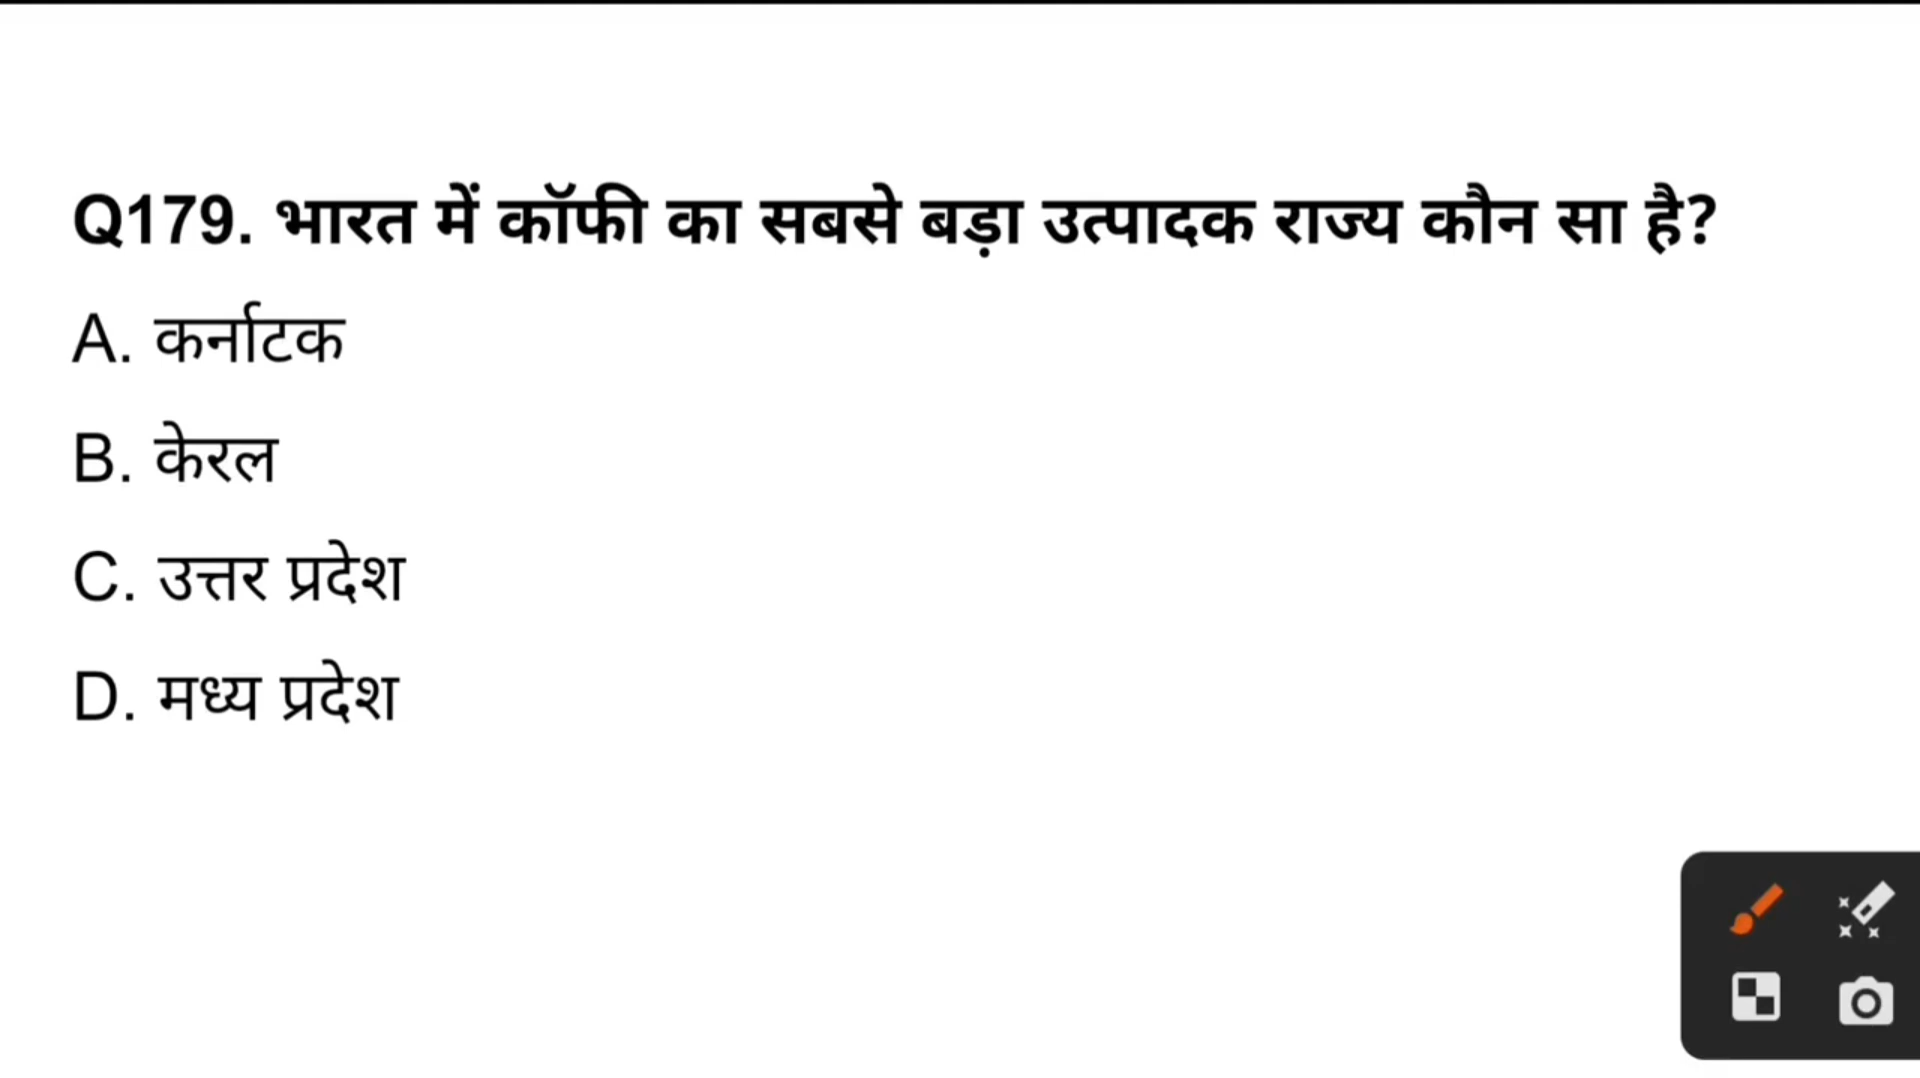 Q179. भारत में कॉफी का सबसे बड़ा उत्पादक राज्य कौन सा है?
A. कर्नाटक
B. केरल
C. उत्तर प्रदेश
D. मध्य प्रदेश